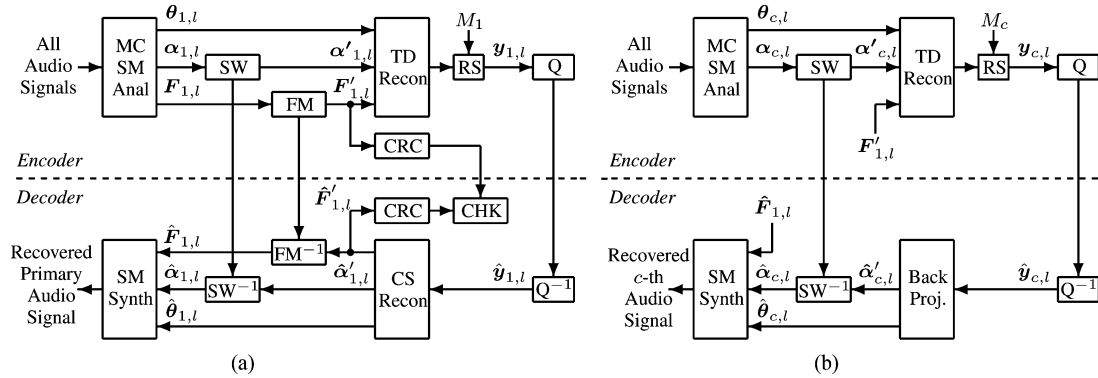 All
Audio
Signals
MC
SM
Anal
θ₁,ₗ
α₁,ₗ
F₁,ₗ
SW
FM
α′₁,ₗ
F′₁,ₗ
TD
Recon
M₁
RS
y₁,ₗ
Q
CRC
Encoder
Decoder
F̂′₁,ₗ
CRC
CHK
Recovered
Primary
Audio
Signal
SM
Synth
F̂₁,ₗ
α̂₁,ₗ
θ̂₁,ₗ
FM⁻¹
SW⁻¹
α̂′₁,ₗ
CS
Recon
ŷ₁,ₗ
Q⁻¹
(a)
All
Audio
Signals
MC
SM
Anal
θc,l
αc,l
SW
α′c,l
F′₁,ₗ
TD
Recon
Mc
RS
yc,l
Q
Encoder
Decoder
F̂₁,ₗ
Recovered
c-th
Audio
Signal
SM
Synth
α̂c,l
θ̂c,l
SW⁻¹
α̂′c,l
Back
Proj.
ŷc,l
Q⁻¹
(b)